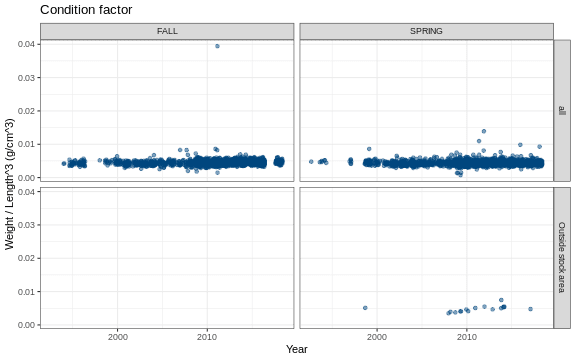 Condition factor
FALL
SPRING
0.04
0.03
0.02
0.01
0.00
all
0.04
0.03
0.02
0.01
0.00
Outside stock area
Weight / Length^3 (g/cm^3)
2000
2010
2000
2010
Year